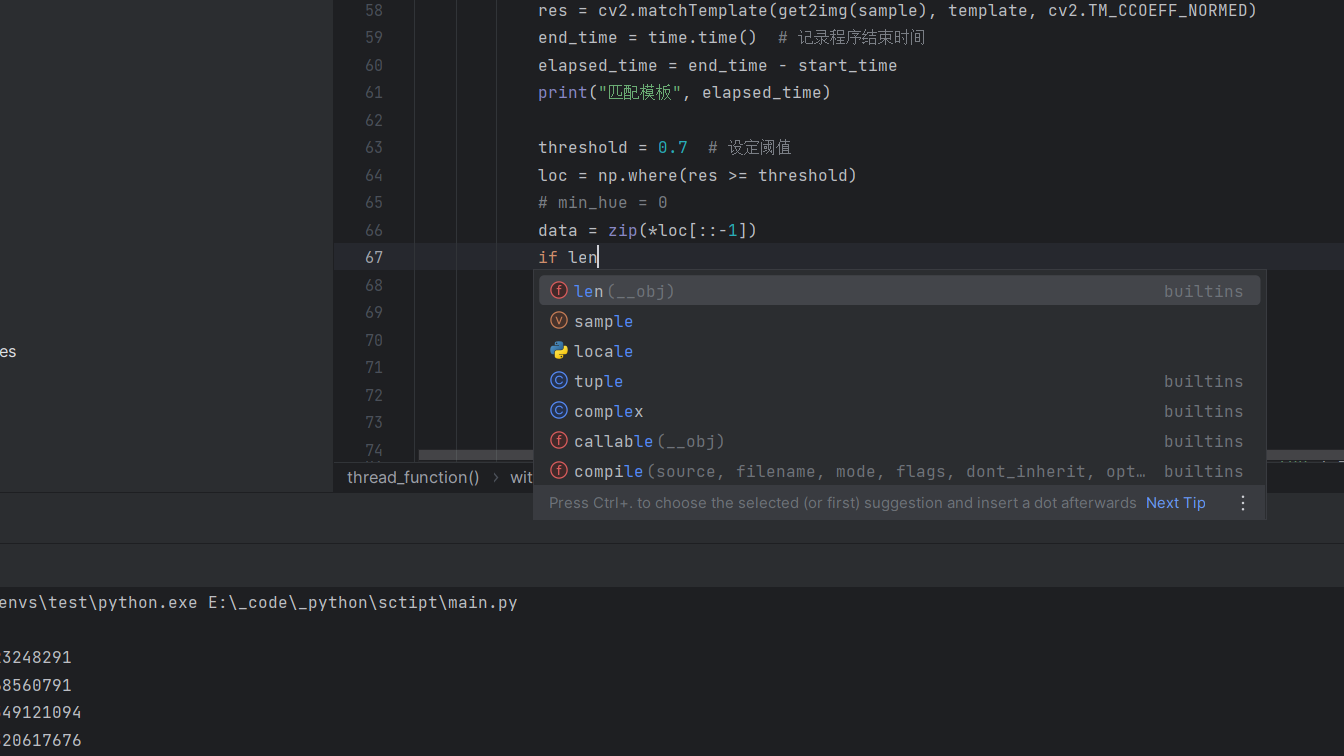 58 res = cv2.matchTemplate(get2img(sample), template, cv2.TM_CCOEFF_NORMED)
59 end_time = time.time()  # 记录程序结束时间
60 elapsed_time = end_time - start_time
61 print("匹配模板", elapsed_time)
62
63 threshold = 0.7  # 设定阈值
64 loc = np.where(res >= threshold)
65 # min_hue = 0
66 data = zip(*loc[::-1])
67 if len
68
len(__obj) builtins
69
sample
70
locale
es
71
tuple builtins
72
complex builtins
73
callable(__obj) builtins
74
compile(source, filename, mode, flags, dont_inherit, opt… builtins
thread_function() › wit
Press Ctrl+. to choose the selected (or first) suggestion and insert a dot afterwards Next Tip
envs\test\python.exe E:\_code\_python\sctipt\main.py
3248291
8560791
49121094
20617676